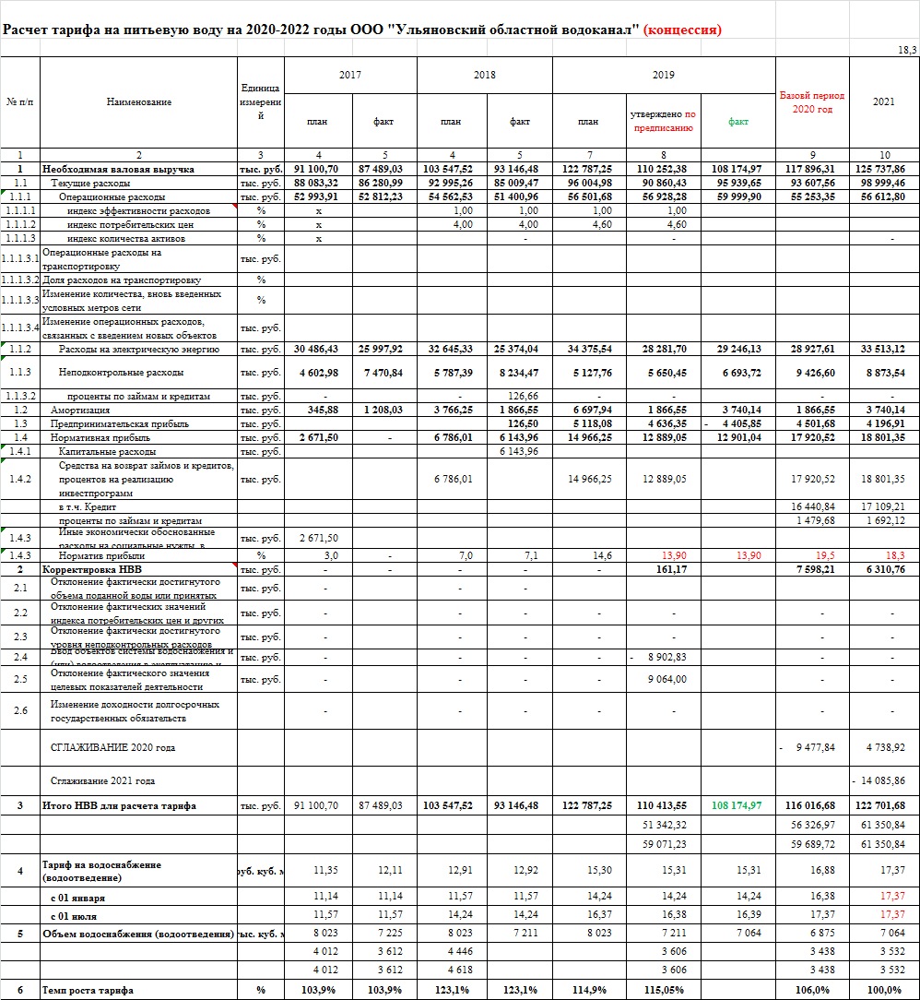 Расчет тарифа на питьевую воду на 2020-2022 годы ООО "Ульяновский областной водоканал" (концессия)
18,3
№ п/п Наименование Единица измерени й 2017 2018 2019 Базовй период 2020 год 2021
план факт план факт план утверждено по предписанию факт
1 2 3 4 5 4 5 7 8 9 10
1 Необходимая валовая выручка тыс. руб. 91 100,70 87 489,03 103 547,52 93 146,48 122 787,25 110 252,38 108 174,97 117 896,31 125 737,86
1.1 Текущие расходы тыс. руб. 88 083,32 86 280,99 92 995,26 85 009,47 96 004,98 90 860,43 95 939,65 93 607,56 98 999,46
1.1.1 Операционные расходы тыс. руб. 52 993,91 52 812,23 54 562,53 51 400,96 56 501,68 56 928,28 59 999,90 55 253,35 56 612,80
1.1.1.1 индекс эффективности расходов % х 1,00 1,00 1,00 1,00
1.1.1.2 индекс потребительских цен % х 4,00 4,00 4,60 4,60
1.1.1.3 индекс количества активов % х - - -
1.1.1.3.1 Операционные расходы на
транспортировку тыс. руб.
1.1.1.3.2 Доля расходов на транспортировку %
1.1.1.3.3 Изменение количества, вновь введенных
условных метров сети %
1.1.1.3.4 Изменение операционных расходов,
связанных с введением новых объектов тыс. руб.
1.1.2 Расходы на электрическую энергию тыс. руб. 30 486,43 25 997,92 32 645,33 25 374,04 34 375,54 28 281,70 29 246,13 28 927,61 33 513,12
1.1.3 Неподконтрольные расходы тыс. руб. 4 602,98 7 470,84 5 787,39 8 234,47 5 127,76 5 650,45 6 693,72 9 426,60 8 873,54
1.1.3.2 проценты по займам и кредитам тыс. руб. - - - 126,66 - - - -
1.2 Амортизация тыс. руб. 345,88 1 208,03 3 766,25 1 866,55 6 697,94 1 866,55 3 740,14 1 866,55 3 740,14
1.3 Предпринимательская прибыль тыс. руб. 126,50 5 118,08 4 636,35 - 4 405,85 4 501,68 4 196,91
1.4 Нормативная прибыль тыс. руб. 2 671,50 - 6 786,01 6 143,96 14 966,25 12 889,05 12 901,04 17 920,52 18 801,35
1.4.1 Капитальные расходы тыс. руб. 6 143,96
1.4.2 Средства на возврат займов и кредитов,
процентов на реализацию
инвестпрограмм тыс. руб. 6 786,01 14 966,25 12 889,05 17 920,52 18 801,35
в т.ч. Кредит 16 440,84 17 109,21
проценты по займам и кредитам 1 479,68 1 692,12
1.4.3 Иные экономически обоснованные
расходы на социальные нужды, в тыс. руб. 2 671,50
1.4.3 Норматив прибыли % 3,0 - 7,0 7,1 14,6 13,90 13,90 19,5 18,3
2 Корректировка НВВ тыс. руб. - - - - - 161,17 7 598,21 6 310,76
2.1 Отклонение фактически достигнутого
объема поданной воды или принятых тыс. руб. - - - -
2.2 Отклонение фактических значений
индекса потребительских цен и других тыс. руб. - - - - - - -
2.3 Отклонение фактически достигнутого
уровня неподконтрольных расходов тыс. руб. - - - - - - -
2.4 Ввод объектов системы водоснабжения и
(или) водоотведения в эксплуатацию и тыс. руб. - - - - - 8 902,83 - -
2.5 Отклонение фактического значения
целевых показателей деятельности тыс. руб. - - - - 9 064,00 - -
2.6 Изменение доходности долгосрочных
государственных обязательств - - - - - - -
СГЛАЖИВАНИЕ 2020 года - 9 477,84 4 738,92
Сглаживание 2021 года - 14 085,86
3 Итого НВВ для расчета тарифа тыс. руб. 91 100,70 87 489,03 103 547,52 93 146,48 122 787,25 110 413,55 108 174,97 116 016,68 122 701,68
51 342,32 56 326,97 61 350,84
59 071,23 59 689,72 61 350,84
4 Тариф на водоснабжение
(водоотведение) руб. куб. м 11,35 12,11 12,91 12,92 15,30 15,31 15,31 16,88 17,37
с 01 января 11,14 11,14 11,57 11,57 14,24 14,24 14,24 16,38 17,37
с 01 июля 11,57 11,57 14,24 14,24 16,37 16,38 16,39 17,37 17,37
5 Объем водоснабжения (водоотведения) тыс. куб. м 8 023 7 225 8 023 7 211 8 023 7 211 7 064 6 875 7 064
4 012 3 612 4 446 3 606 3 438 3 532
4 012 3 612 4 618 3 606 3 438 3 532
6 Темп роста тарифа % 103,9% 103,9% 123,1% 123,1% 114,9% 115,05% 106,0% 100,0%